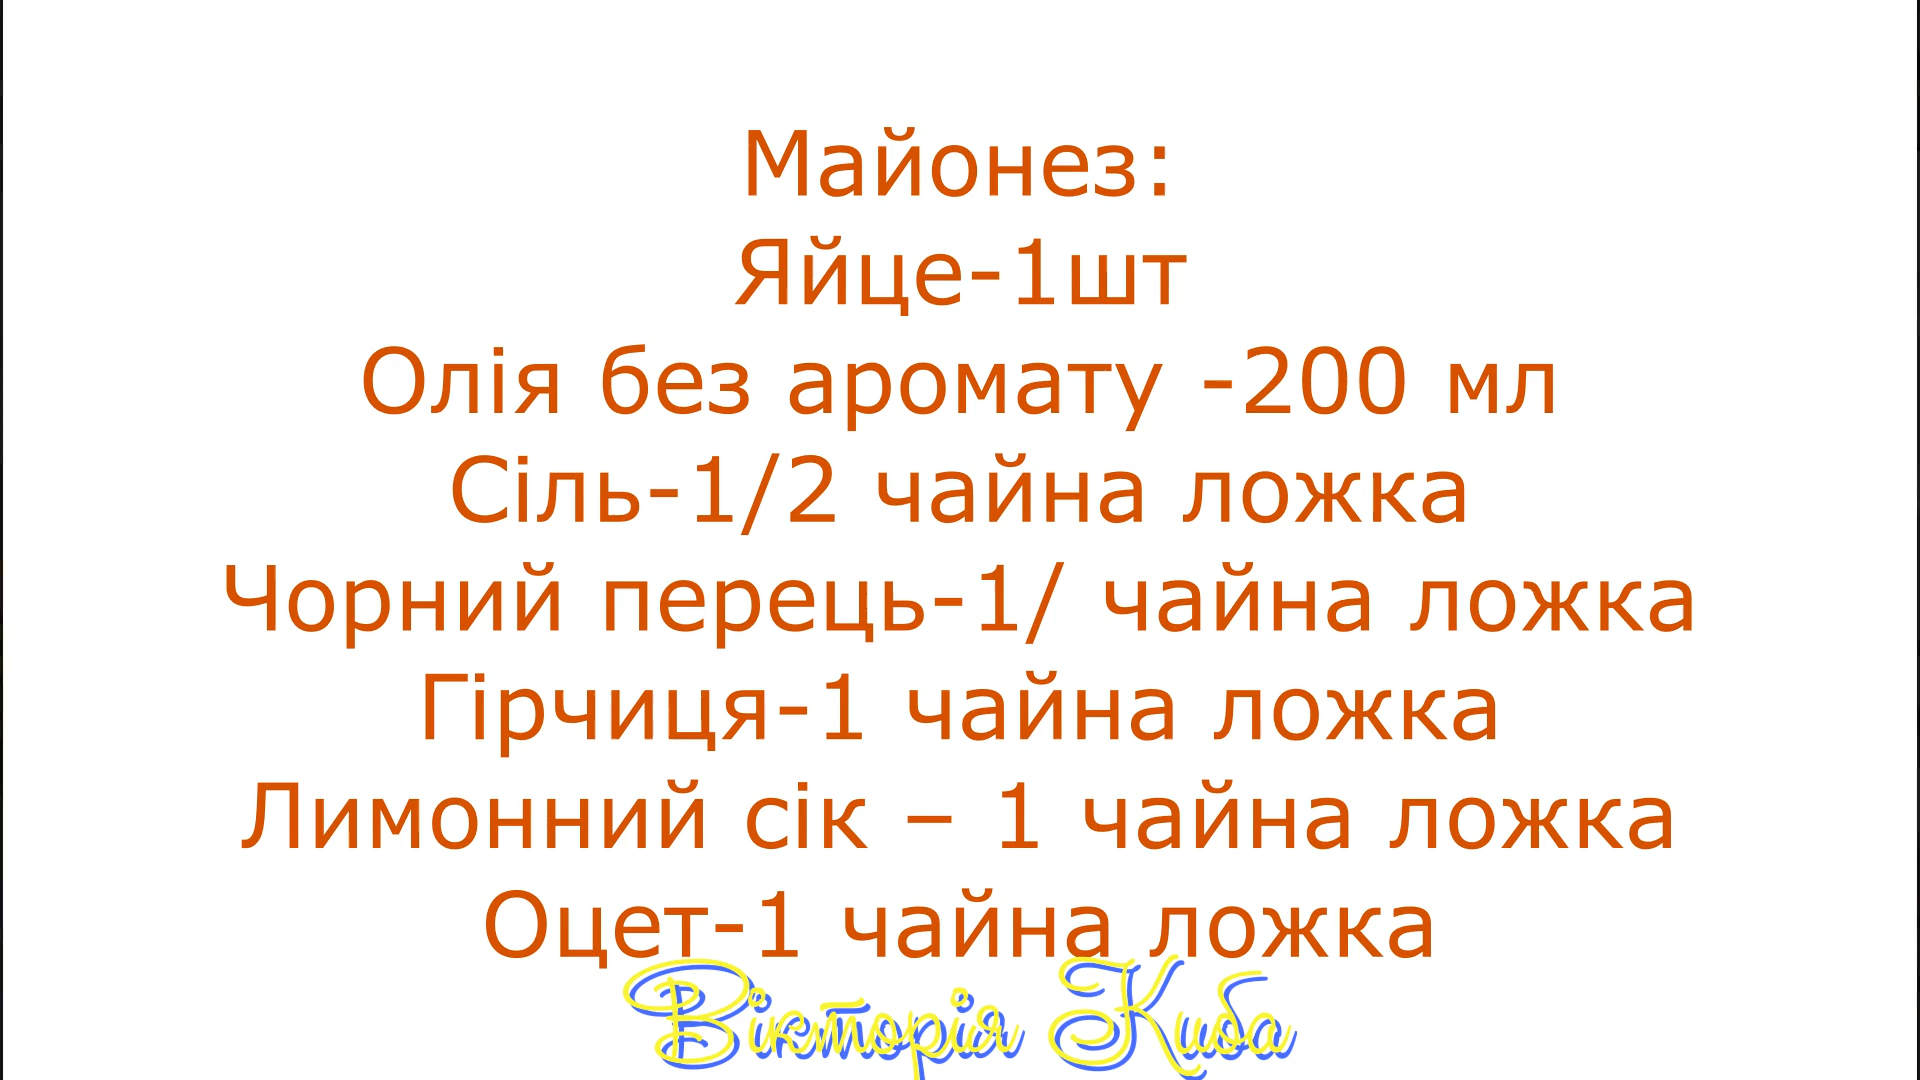 Майонез:
Яйце-1шт
Олія без аромату -200 мл
Сіль-1/2 чайна ложка
Чорний перець-1/ чайна ложка
Гірчиця-1 чайна ложка
Лимонний сік – 1 чайна ложка
Оцет-1 чайна ложка
Вікторія Киба